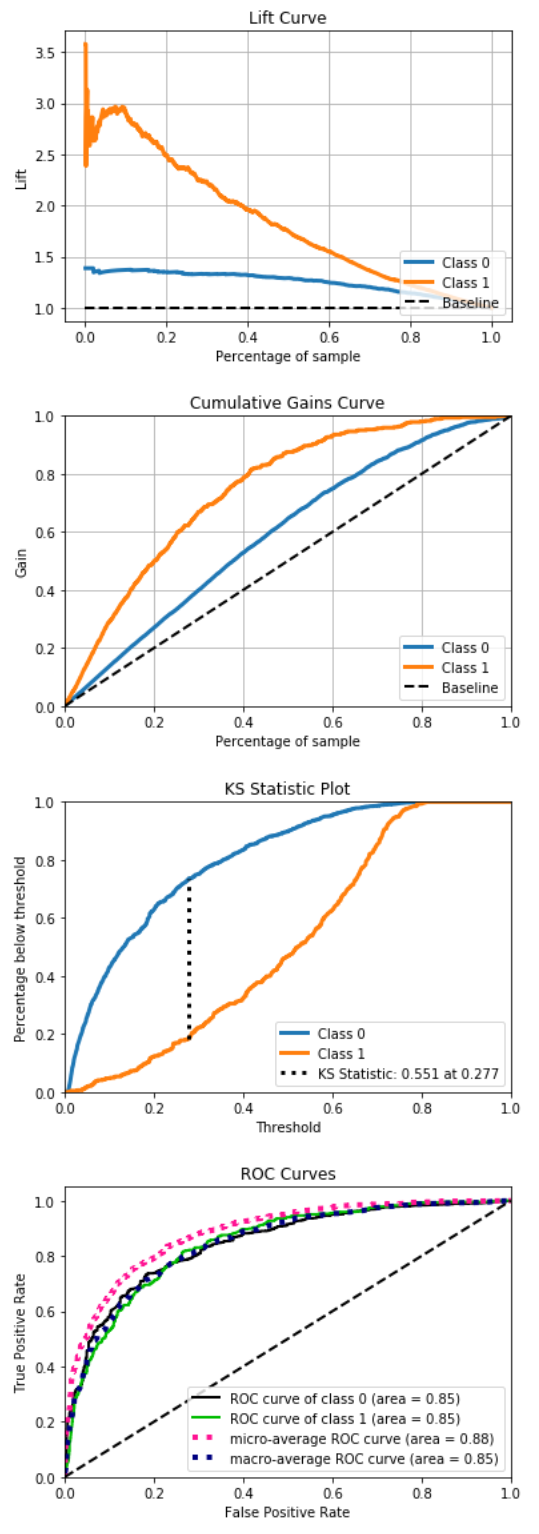 Lift Curve
3.5
3.0
2.5
2.0
1.5
1.0
Lift
Class 0
Class 1
Baseline
0.0 0.2 0.4 0.6 0.8 1.0
Percentage of sample
Cumulative Gains Curve
1.0
0.8
0.6
0.4
0.2
0.0
Gain
Class 0
Class 1
Baseline
0.0 0.2 0.4 0.6 0.8 1.0
Percentage of sample
KS Statistic Plot
1.0
0.8
0.6
0.4
0.2
0.0
Percentage below threshold
Class 0
Class 1
KS Statistic: 0.551 at 0.277
0.0 0.2 0.4 0.6 0.8 1.0
Threshold
ROC Curves
1.0
0.8
0.6
0.4
0.2
0.0
True Positive Rate
ROC curve of class 0 (area = 0.85)
ROC curve of class 1 (area = 0.85)
micro-average ROC curve (area = 0.88)
macro-average ROC curve (area = 0.85)
0.0 0.2 0.4 0.6 0.8 1.0
False Positive Rate